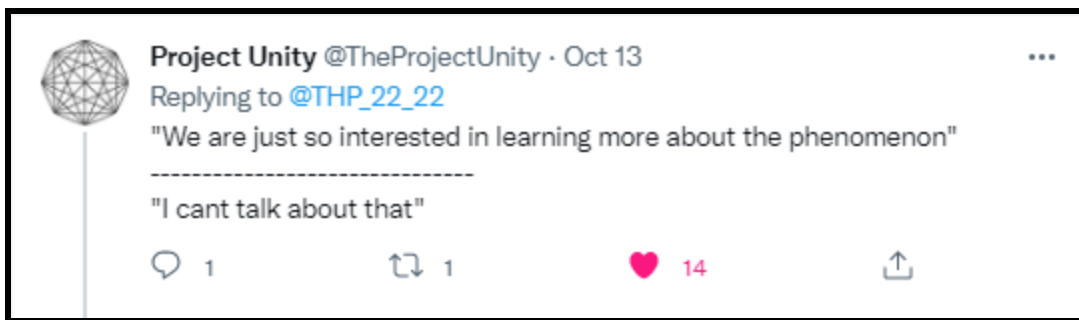 Project Unity @TheProjectUnity · Oct 13
Replying to @THP_22_22
"We are just so interested in learning more about the phenomenon"
-------------------------------
"I cant talk about that"
1 1 14